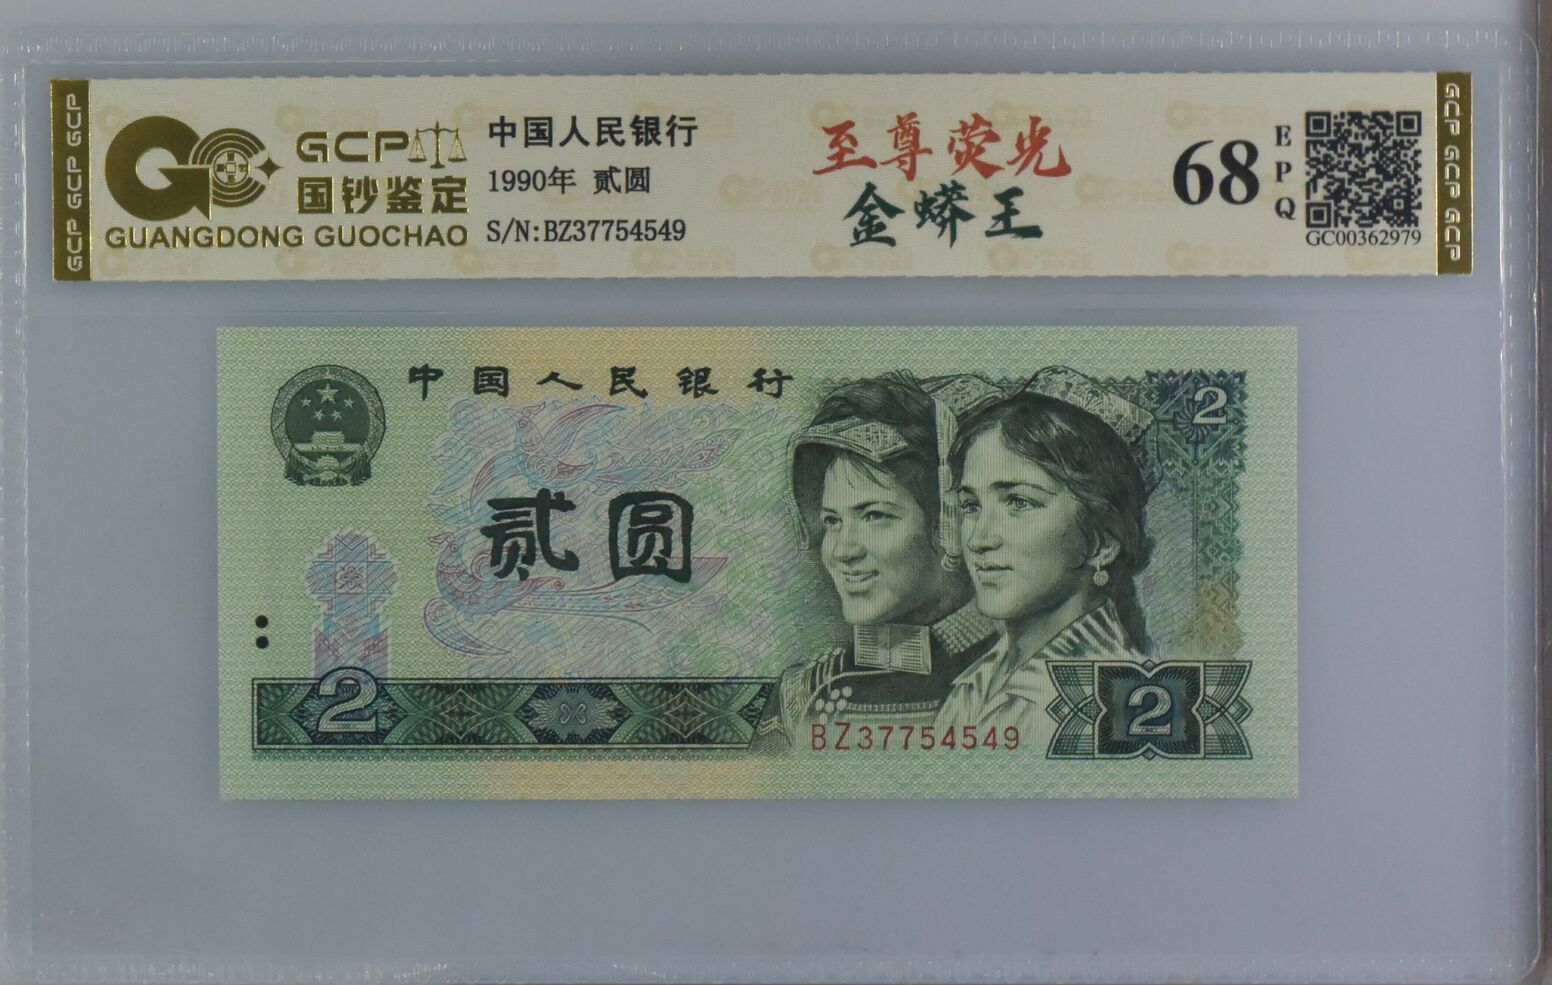 GCP GCP GCP
GCP
国钞鉴定
GUANGDONG GUOCHAO
中国人民银行
1990年 贰圆
S/N:BZ37754549
至尊荧光
金蟒王
68
EPQ
GC00362979
GCP GCP GCP
中国人民银行
2
贰圆
2
2
BZ37754549